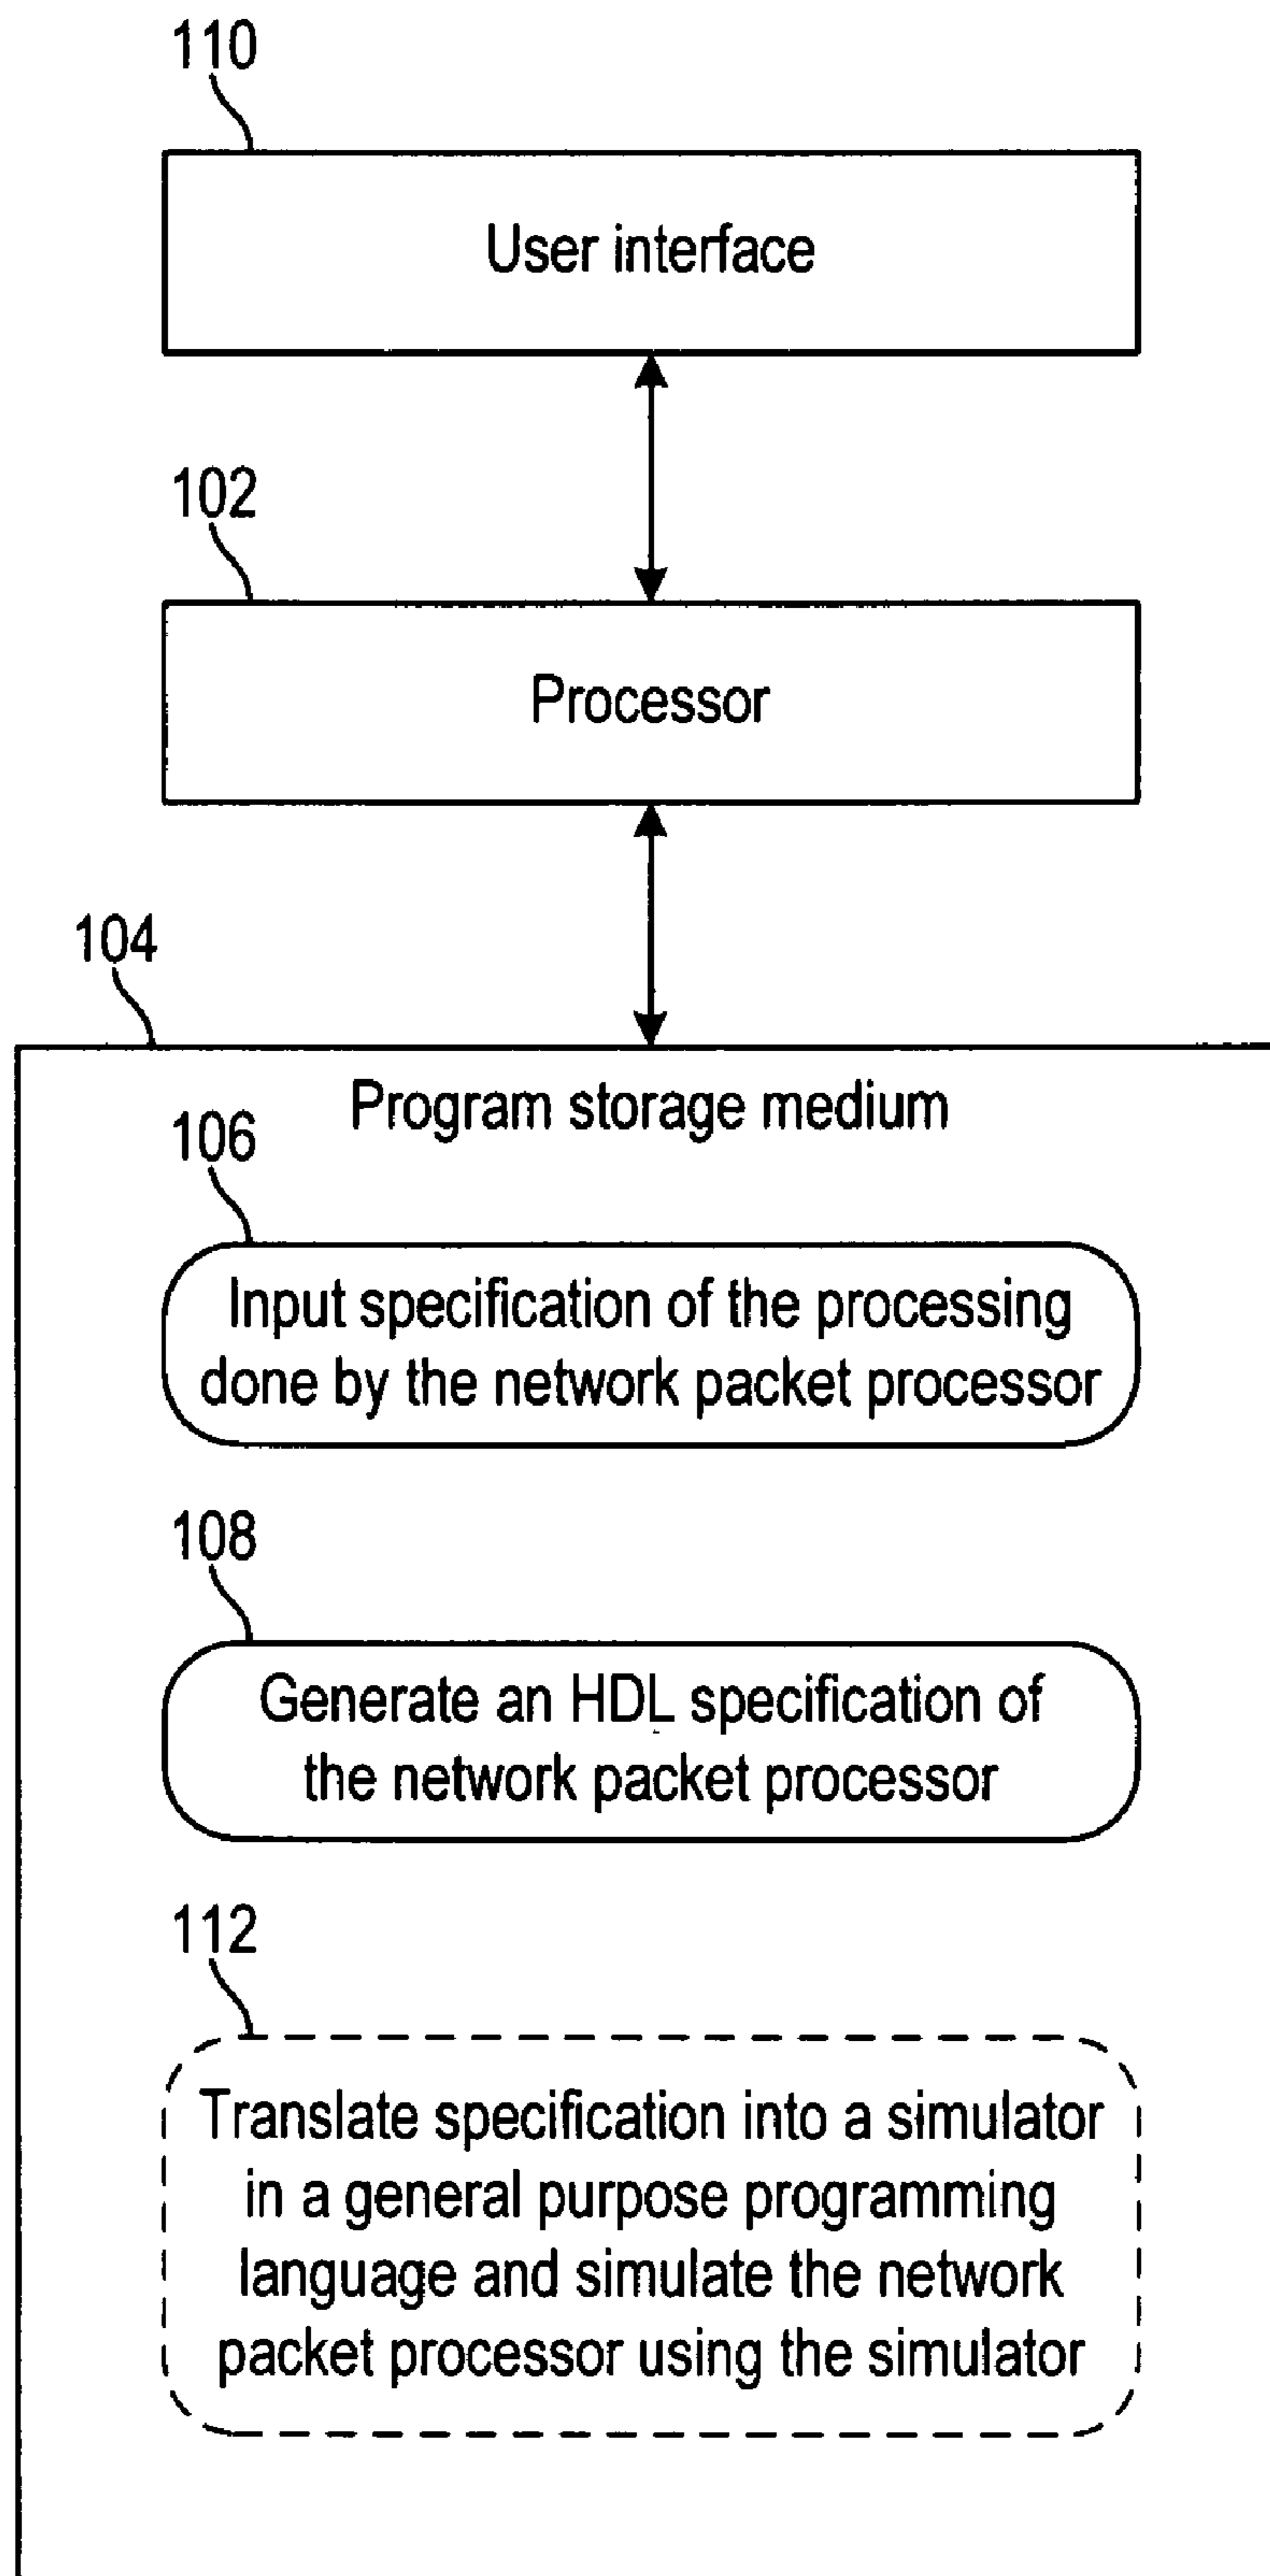 110
User interface
102
Processor
104
Program storage medium
106
Input specification of the processing
done by the network packet processor
108
Generate an HDL specification of
the network packet processor
112
Translate specification into a simulator
in a general purpose programming
language and simulate the network
packet processor using the simulator